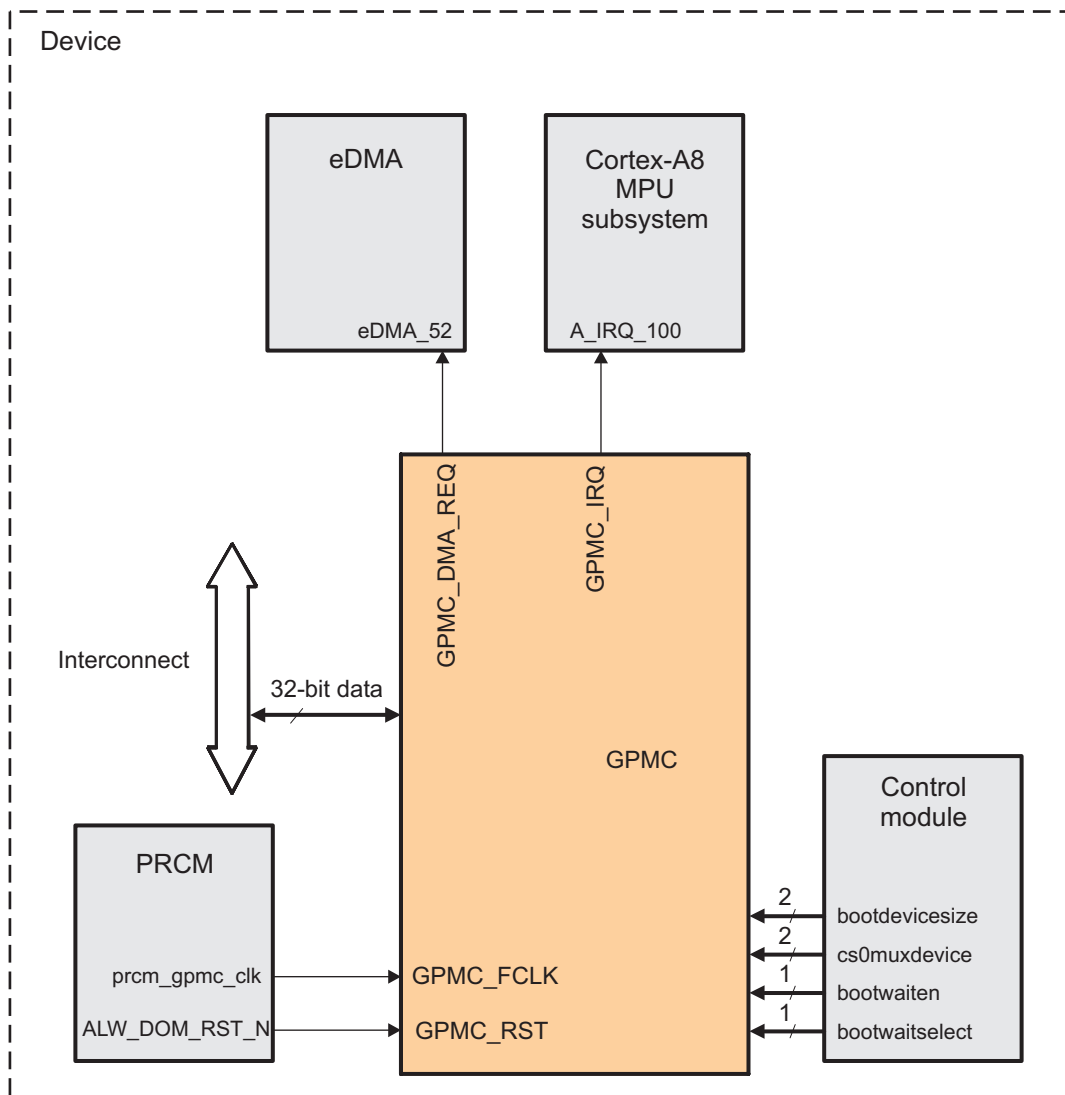 Device
eDMA
eDMA_52
Cortex-A8
MPU
subsystem
A_IRQ_100
GPMC_DMA_REQ
GPMC_IRQ
Interconnect
32-bit data
GPMC
PRCM
prcm_gpmc_clk
ALW_DOM_RST_N
GPMC_FCLK
GPMC_RST
Control
module
2
bootdevicesize
2
cs0muxdevice
1
bootwaiten
1
bootwaitselect